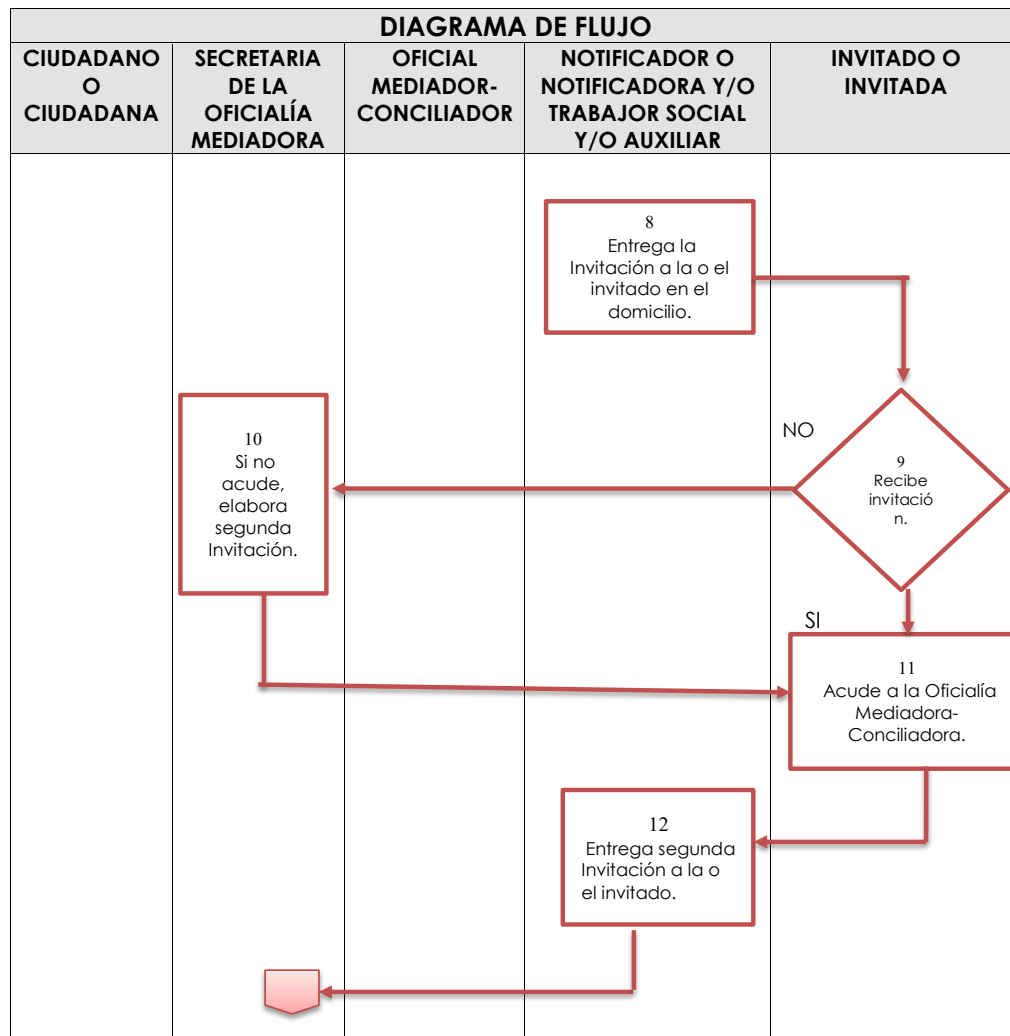 DIAGRAMA DE FLUJO
CIUDADANO
O
CIUDADANA
SECRETARIA
DE LA
OFICIALÍA
MEDIADORA
OFICIAL
MEDIADOR-
CONCILIADOR
NOTIFICADOR O
NOTIFICADORA Y/O
TRABAJOR SOCIAL
Y/O AUXILIAR
INVITADO O
INVITADA
8
Entrega la
Invitación a la o el
invitado en el
domicilio.
NO
9
Recibe
invitació
n.
10
Si no
acude,
elabora
segunda
Invitación.
SI
11
Acude a la Oficialía
Mediadora-
Conciliadora.
12
Entrega segunda
Invitación a la o
el invitado.